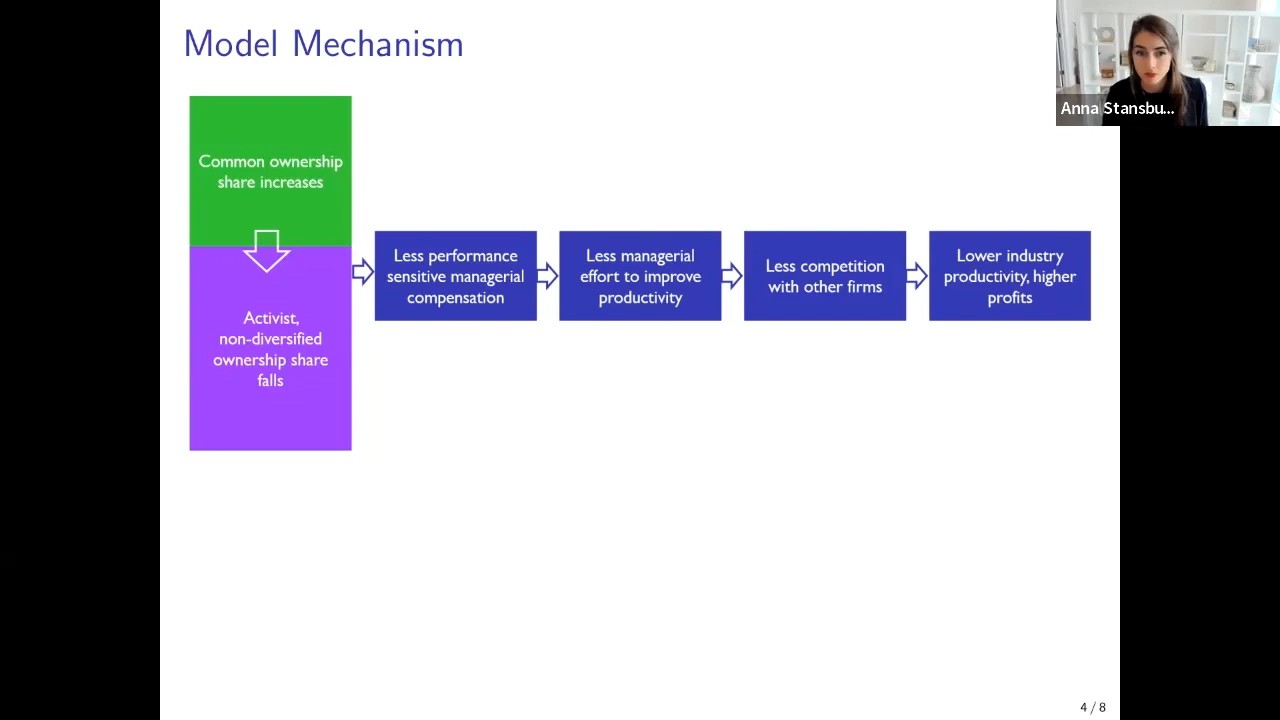 Model Mechanism
Anna Stansbu...
Common ownership
share increases
Activist,
non-diversified
ownership share
falls
Less performance
sensitive managerial
compensation
Less managerial
effort to improve
productivity
Less competition
with other firms
Lower industry
productivity, higher
profits
4 / 8